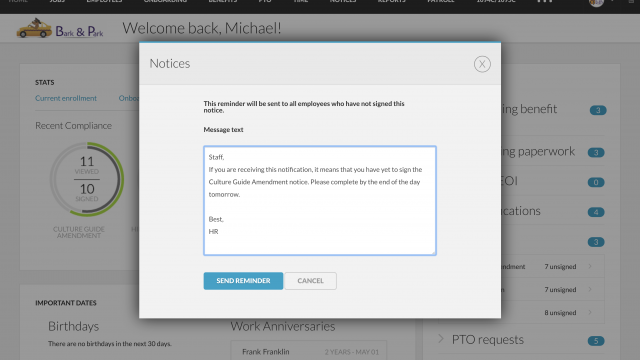 HOME JOBS EMPLOYEES ONBOARDING BENEFITS PTO TIME NOTICES REPORTS PAYROLL 1094C/1095C
Bark & Park Welcome back, Michael!
Notices X
STATS
Current enrollment Onbo
Recent Compliance
11
VIEWED
10
SIGNED
CULTURE GUIDE
AMENDMENT
This reminder will be sent to all employees who have not signed this
notice.
Message text
Staff,
If you are receiving this notification, it means that you have yet to sign the
Culture Guide Amendment notice. Please complete by the end of the day
tomorrow.
Best,
HR
SEND REMINDER CANCEL
ing benefit 3
ing paperwork 3
EOI 0
cations 4
3
ndment 7 unsigned
7 unsigned
8 unsigned
PTO requests 5
IMPORTANT DATES
Birthdays
There are no birthdays in the next 30 days.
Work Anniversaries
Frank Franklin 2 YEARS - MAY 01